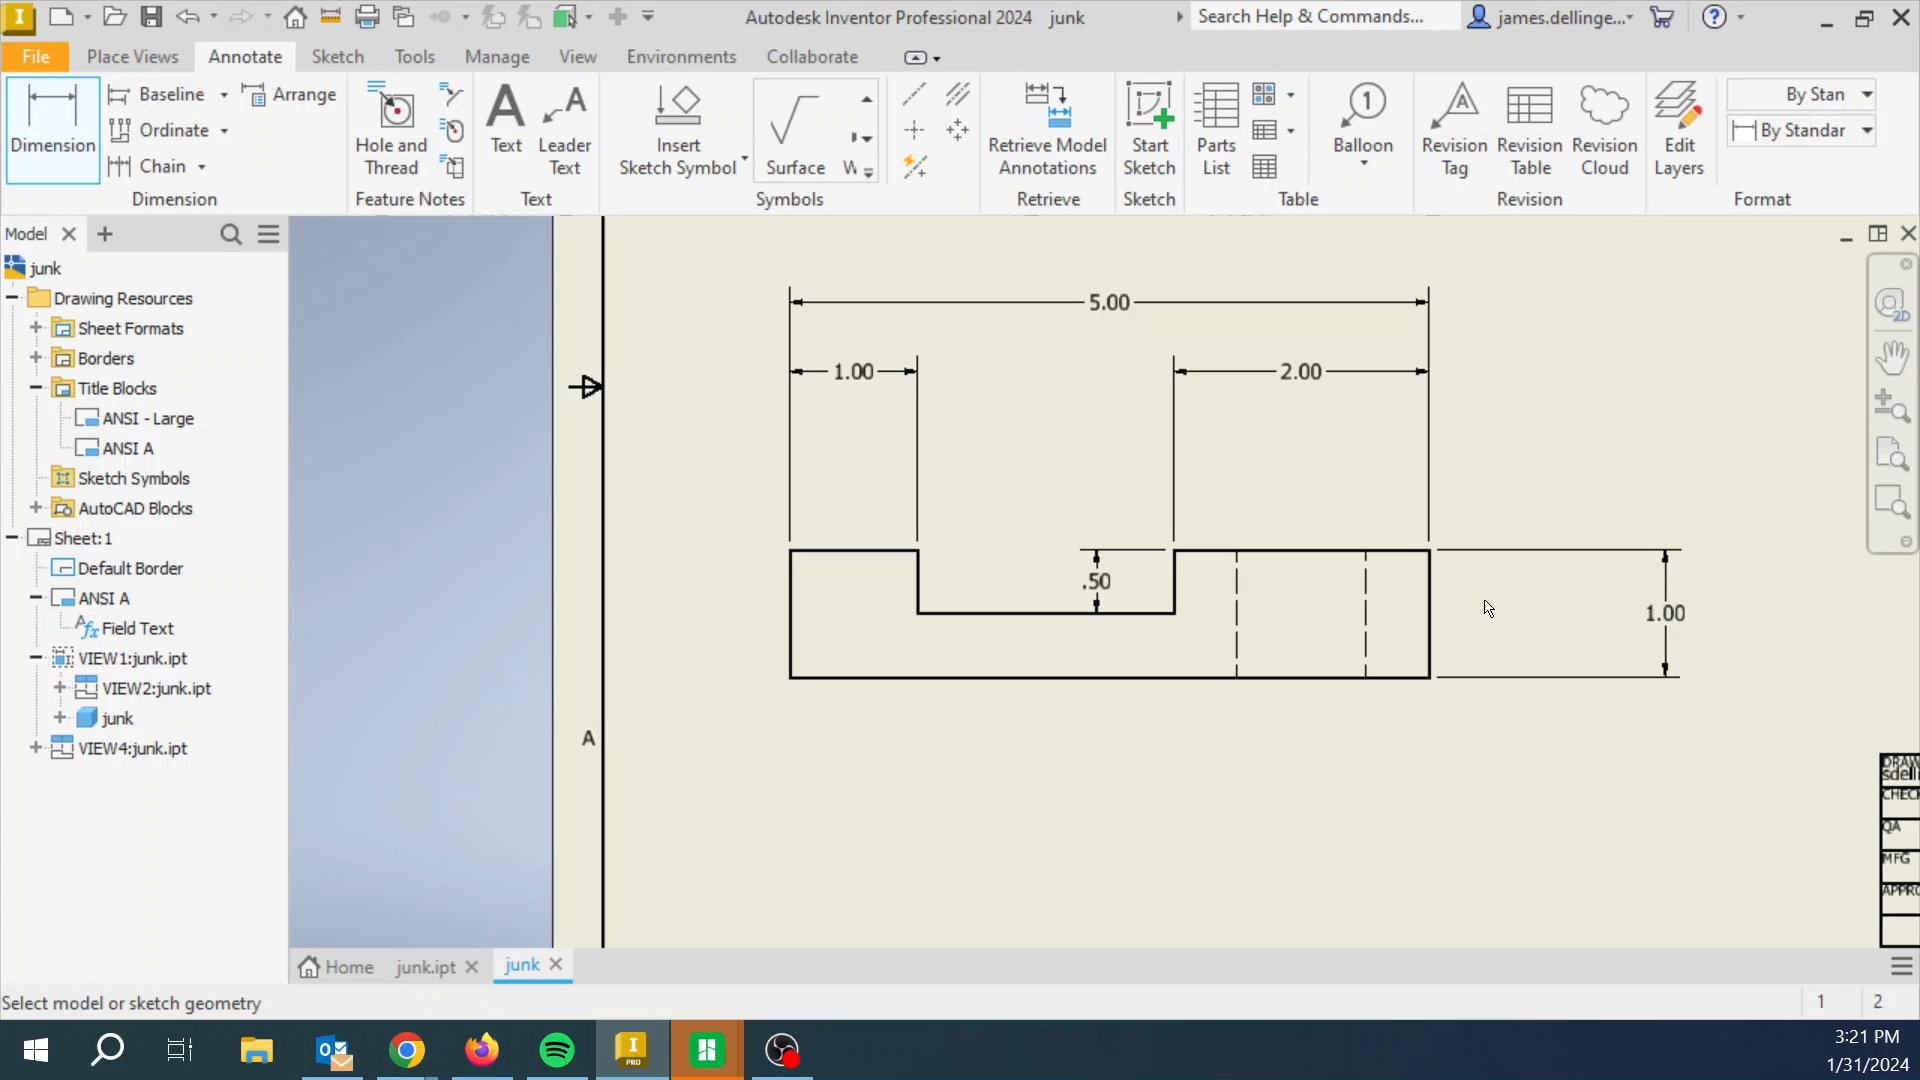 Autodesk Inventor Professional 2024 junk
Search Help & Commands...
james.dellinge...
File Place Views Annotate Sketch Tools Manage View Environments Collaborate
Dimension
Baseline
Ordinate
Chain
Arrange
Dimension
Hole and
Thread
Feature Notes
Text
Leader
Text
Text
Insert
Sketch Symbol
Surface
Symbols
Retrieve Model
Annotations
Retrieve
Start
Sketch
Sketch
Parts
List
Balloon
Table
Revision
Tag
Revision
Table
Revision
Cloud
Revision
Edit
Layers
By Stan
By Standar
Format
Model
junk
Drawing Resources
Sheet Formats
Borders
Title Blocks
ANSI - Large
ANSI A
Sketch Symbols
AutoCAD Blocks
Sheet:1
Default Border
ANSI A
Field Text
VIEW1:junk.ipt
VIEW2:junk.ipt
junk
VIEW4:junk.ipt
5.00
1.00
2.00
.50
1.00
A
DRAW
sdelli
CHECK
QA
MFG
APPRO
Home junk.ipt junk
Select model or sketch geometry
1 2
3:21 PM
1/31/2024